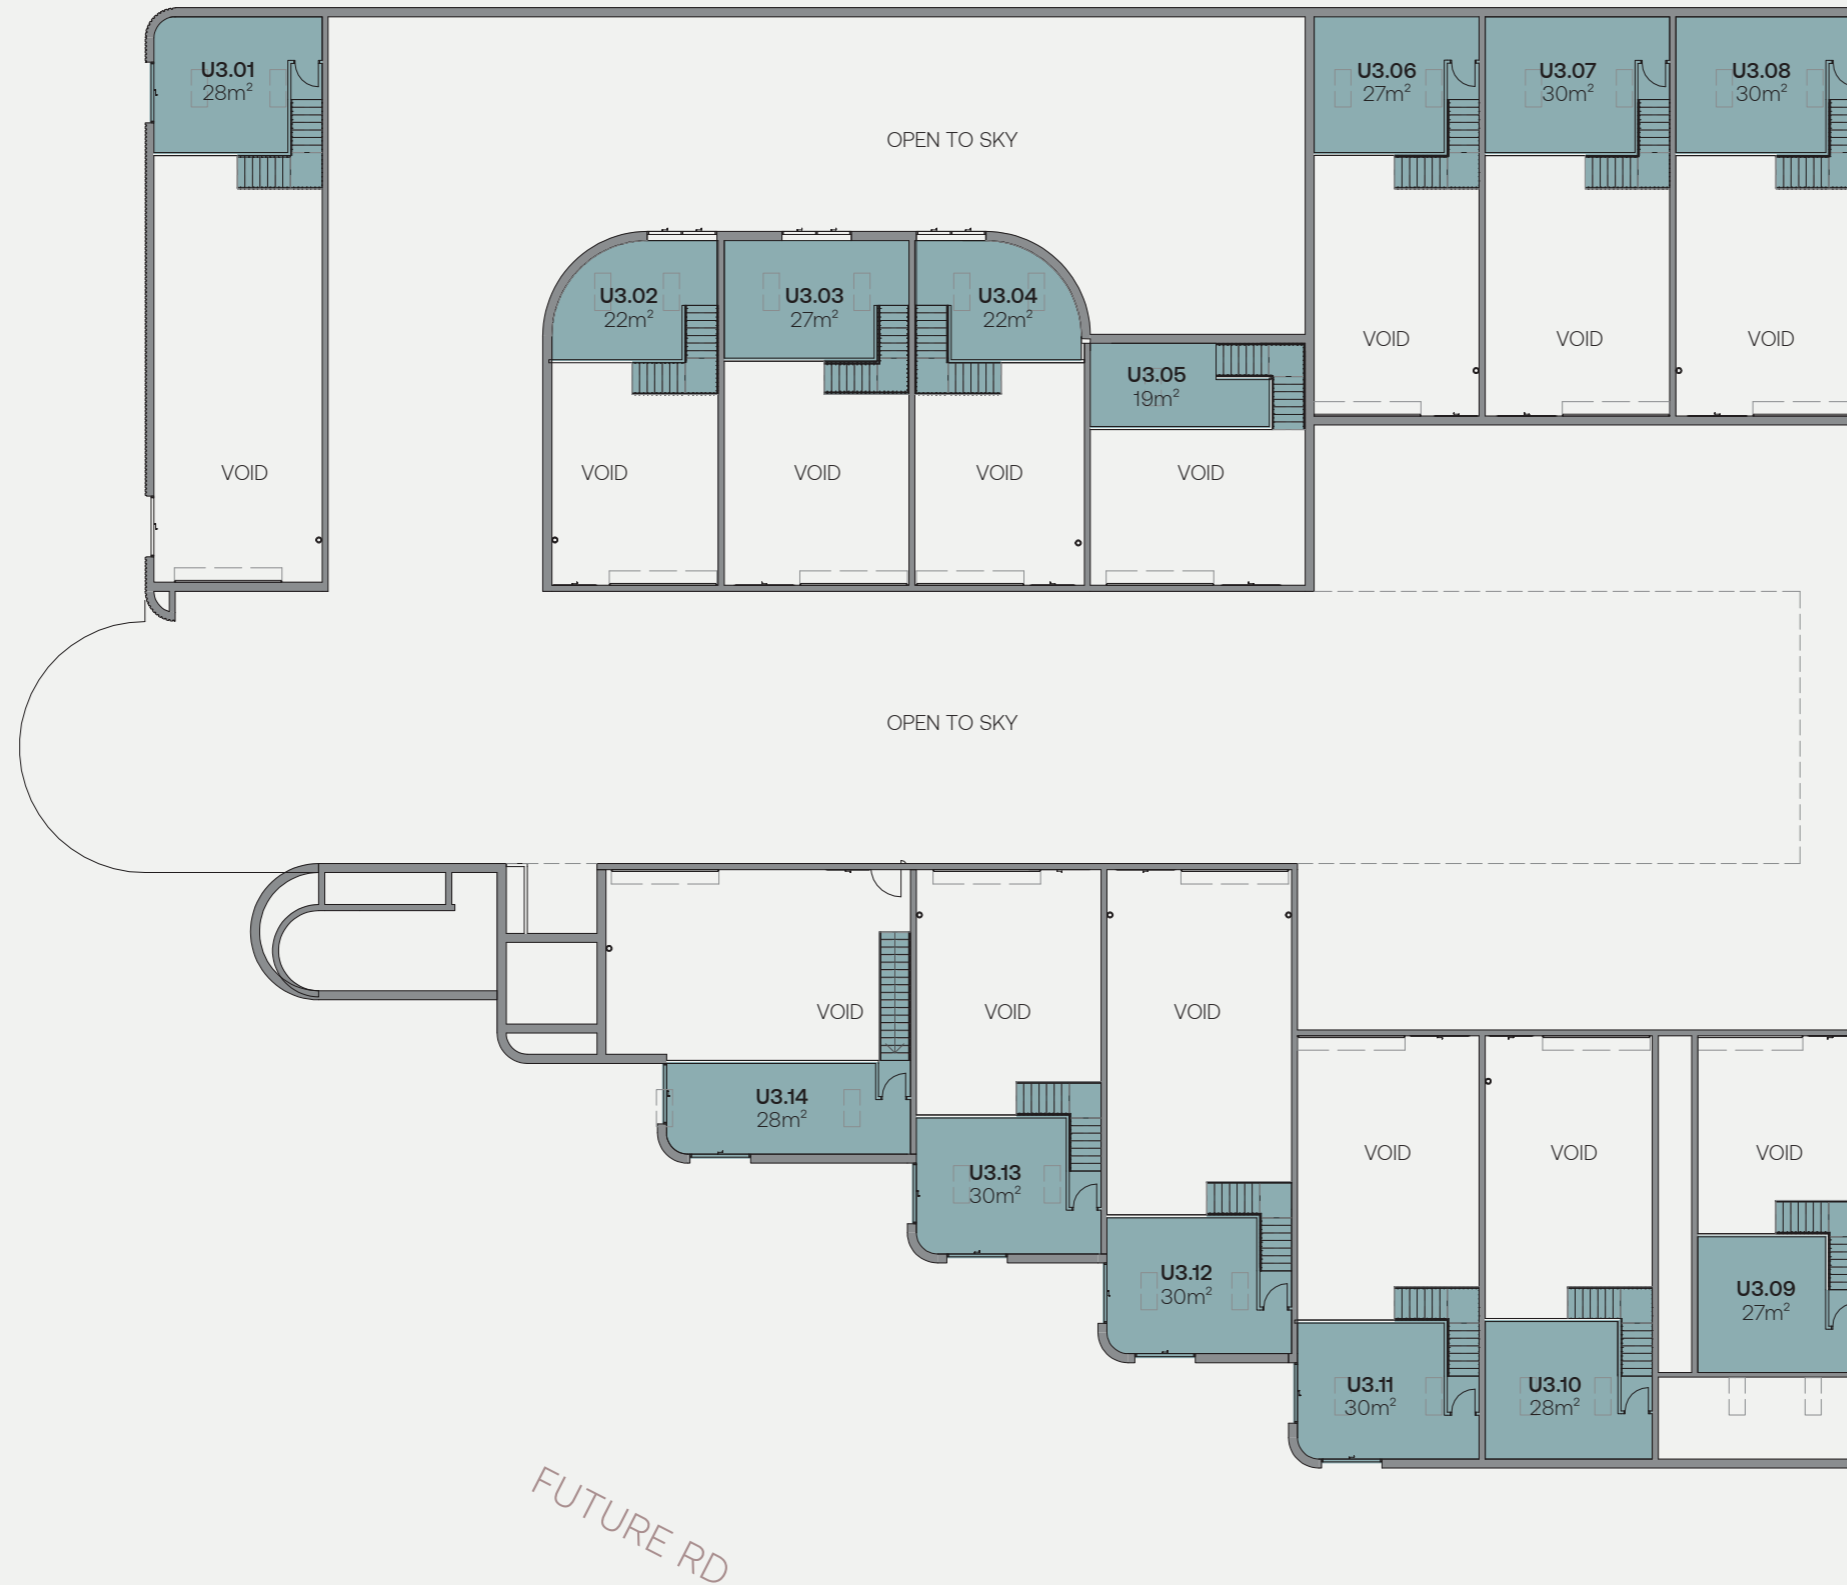 U3.01
28m²
U3.06
27m²
U3.07
30m²
U3.08
30m²
OPEN TO SKY
U3.02
22m²
U3.03
27m²
U3.04
22m²
U3.05
19m²
VOID
VOID
VOID
VOID
VOID
VOID
VOID
VOID
OPEN TO SKY
VOID
VOID
VOID
U3.14
28m²
U3.13
30m²
VOID
VOID
VOID
U3.12
30m²
U3.09
27m²
U3.11
30m²
U3.10
28m²
FUTURE RD